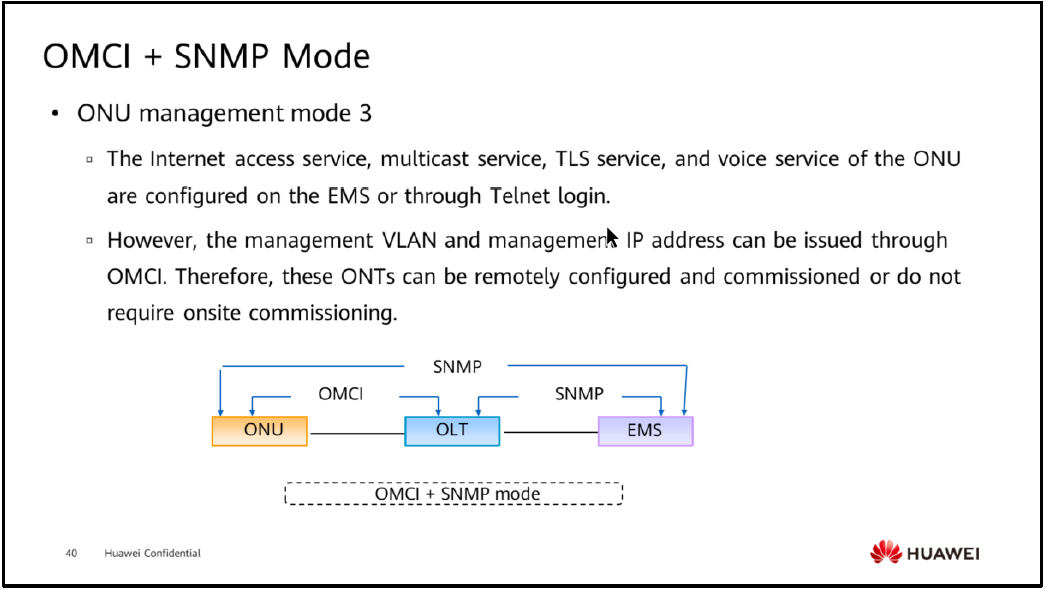 OMCI + SNMP Mode
• ONU management mode 3
▫ The Internet access service, multicast service, TLS service, and voice service of the ONU
are configured on the EMS or through Telnet login.
▫ However, the management VLAN and management IP address can be issued through
OMCI. Therefore, these ONTs can be remotely configured and commissioned or do not
require onsite commissioning.
SNMP
OMCI SNMP
ONU OLT EMS
OMCI + SNMP mode
40 Huawei Confidential
HUAWEI